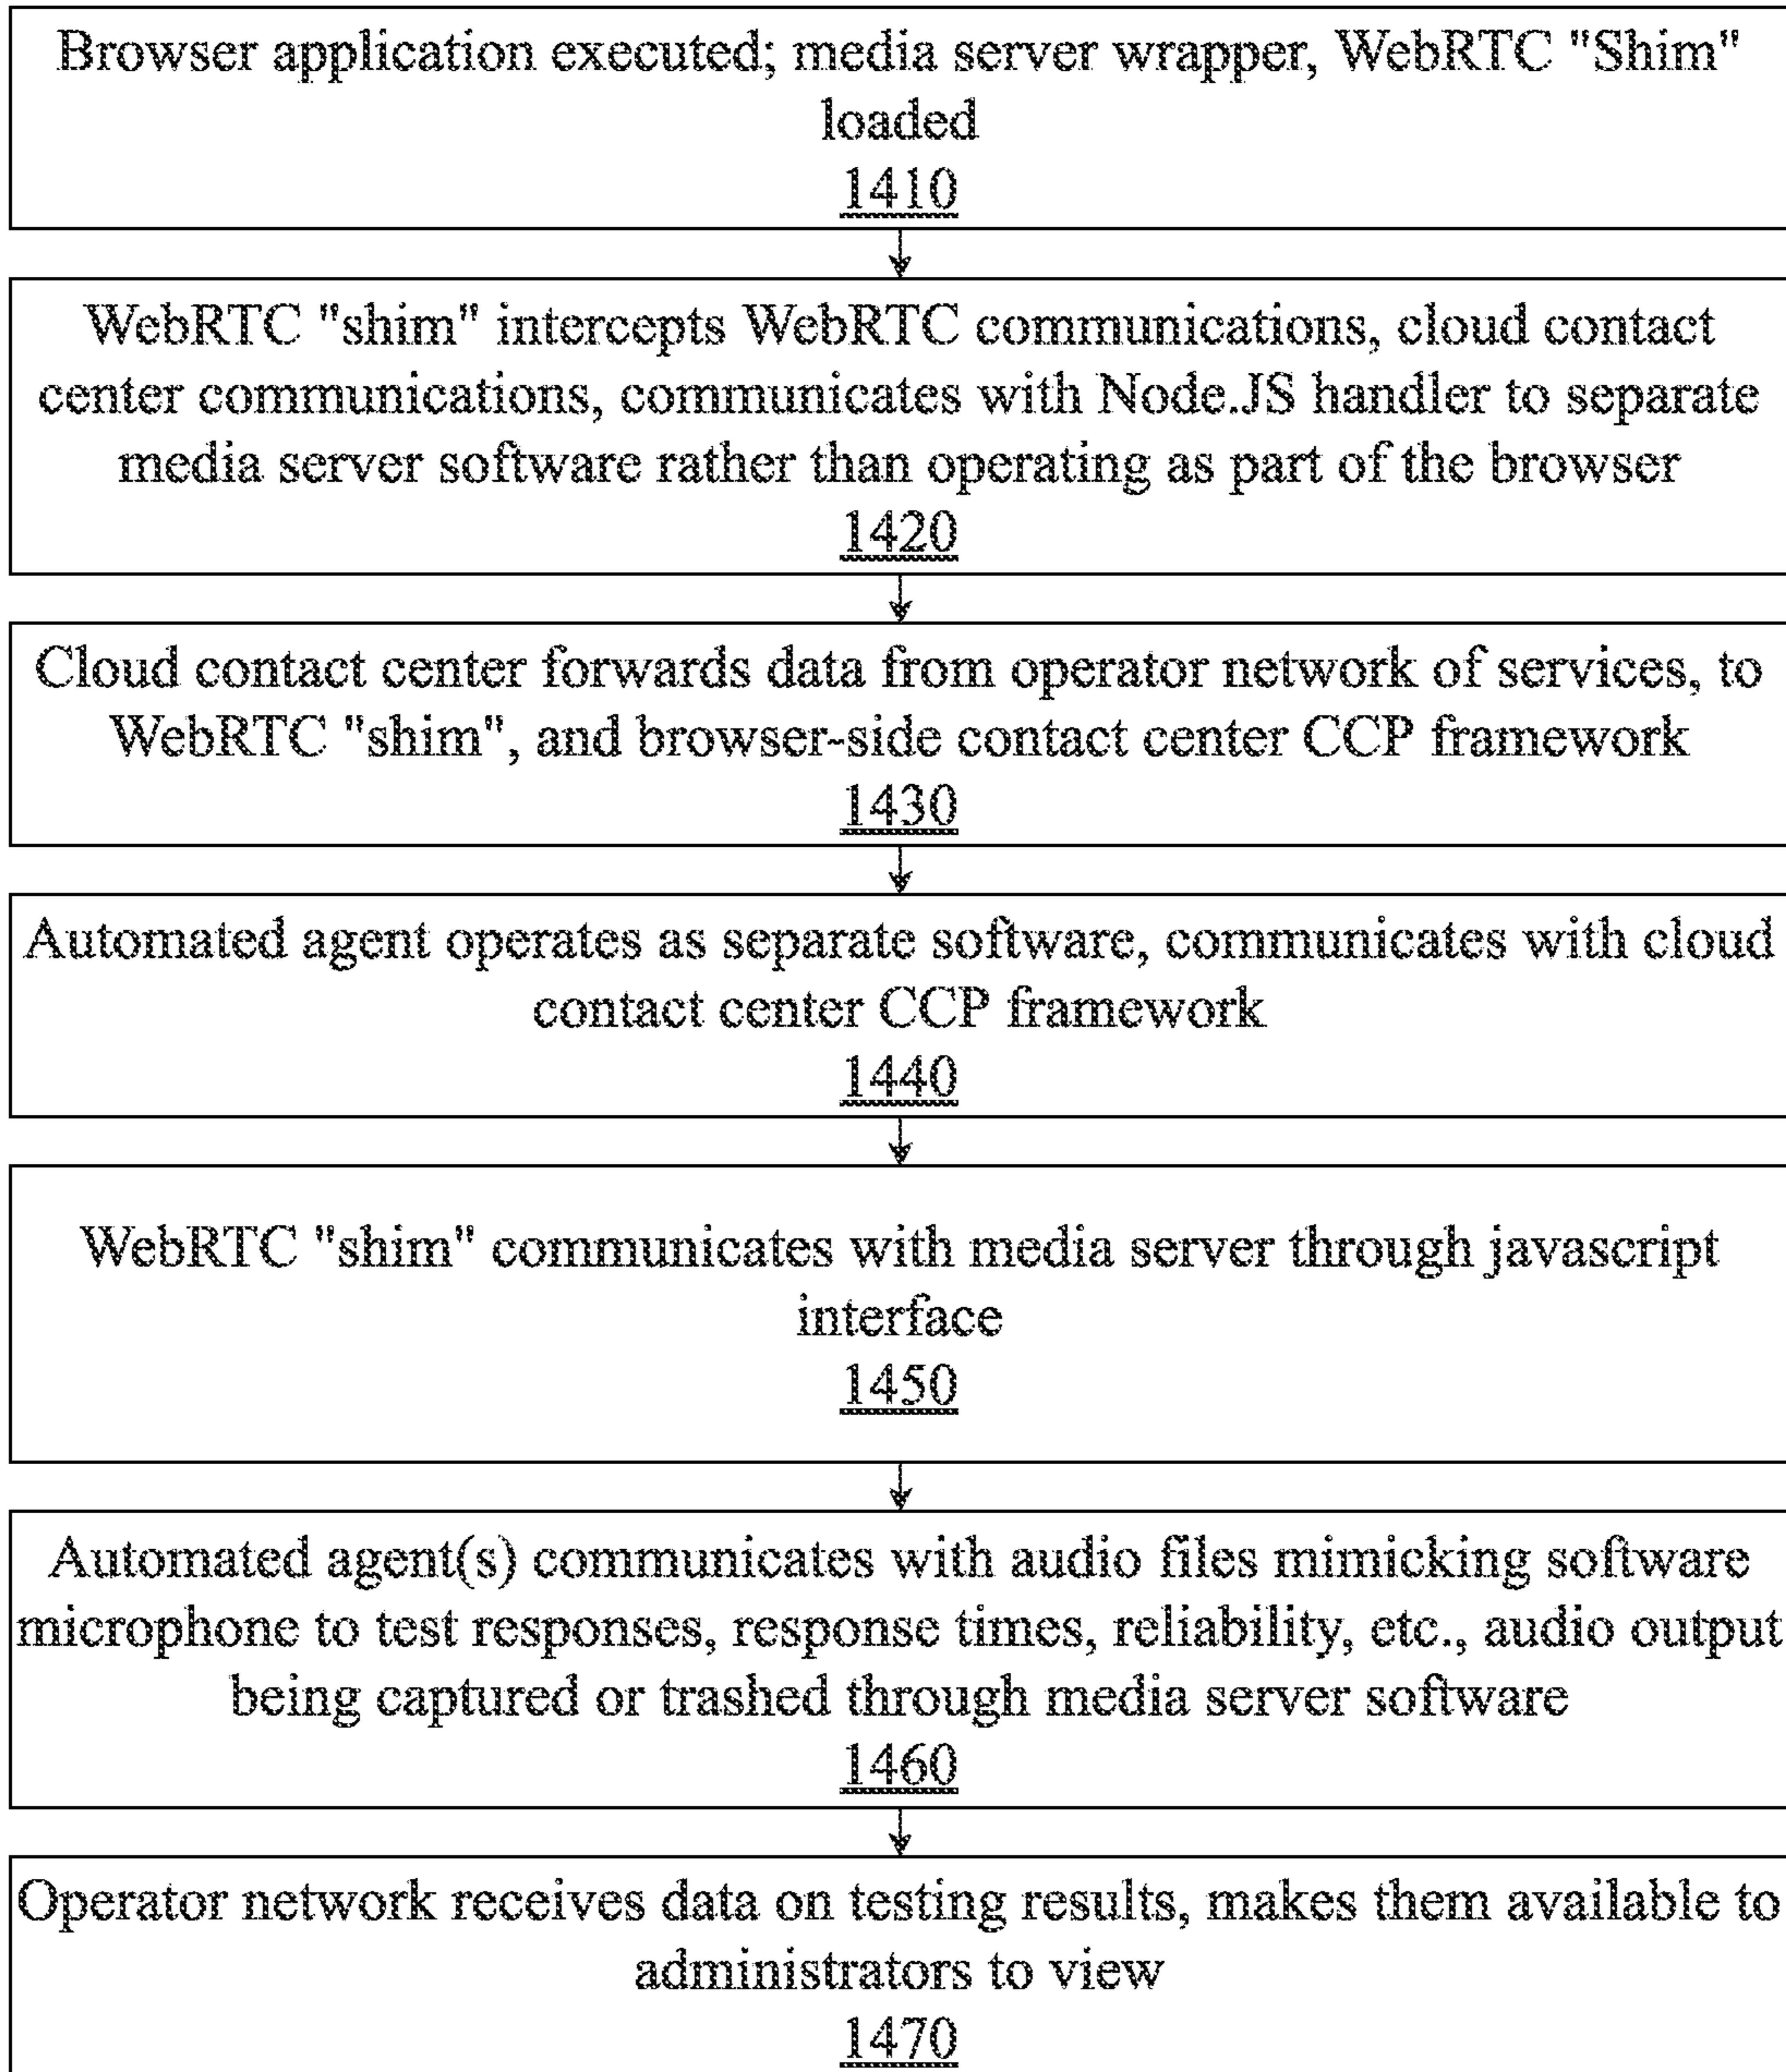 Browser application executed; media server wrapper, WebRTC "Shim"
loaded
1410
WebRTC "shim" intercepts WebRTC communications, cloud contact
center communications, communicates with Node.JS handler to separate
media server software rather than operating as part of the browser
1420
Cloud contact center forwards data from operator network of services, to
WebRTC "shim", and browser-side contact center CCP framework
1430
Automated agent operates as separate software, communicates with cloud
contact center CCP framework
1440
WebRTC "shim" communicates with media server through javascript
interface
1450
Automated agent(s) communicates with audio files mimicking software
microphone to test responses, response times, reliability, etc., audio output
being captured or trashed through media server software
1460
Operator network receives data on testing results, makes them available to
administrators to view
1470